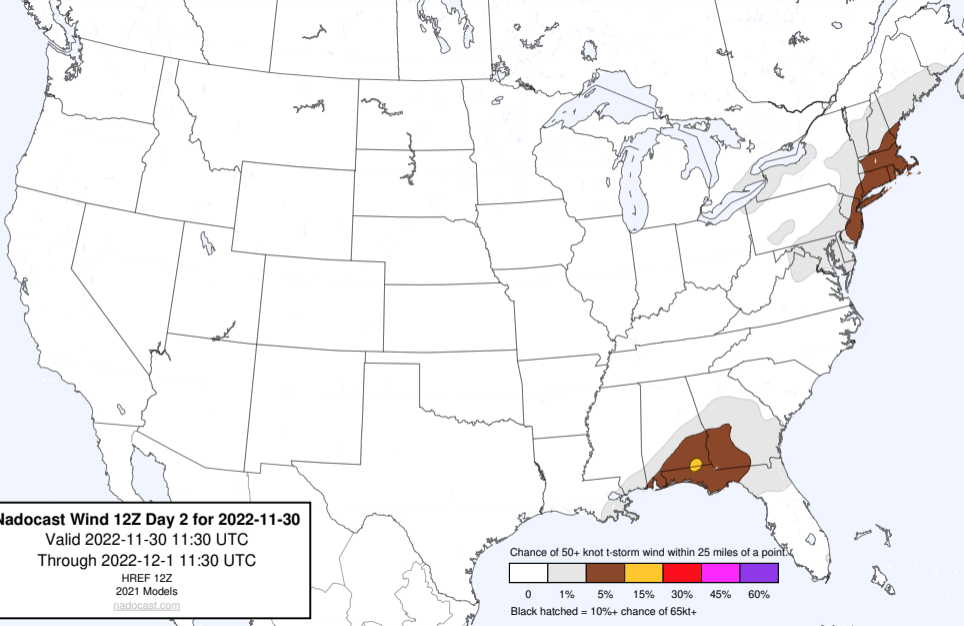 Nadocast Wind 12Z Day 2 for 2022-11-30
Valid 2022-11-30 11:30 UTC
Through 2022-12-1 11:30 UTC
HREF 12Z
2021 Models
nadocast.com
Chance of 50+ knot t-storm wind within 25 miles of a point.
0 1% 5% 15% 30% 45% 60%
Black hatched = 10%+ chance of 65kt+